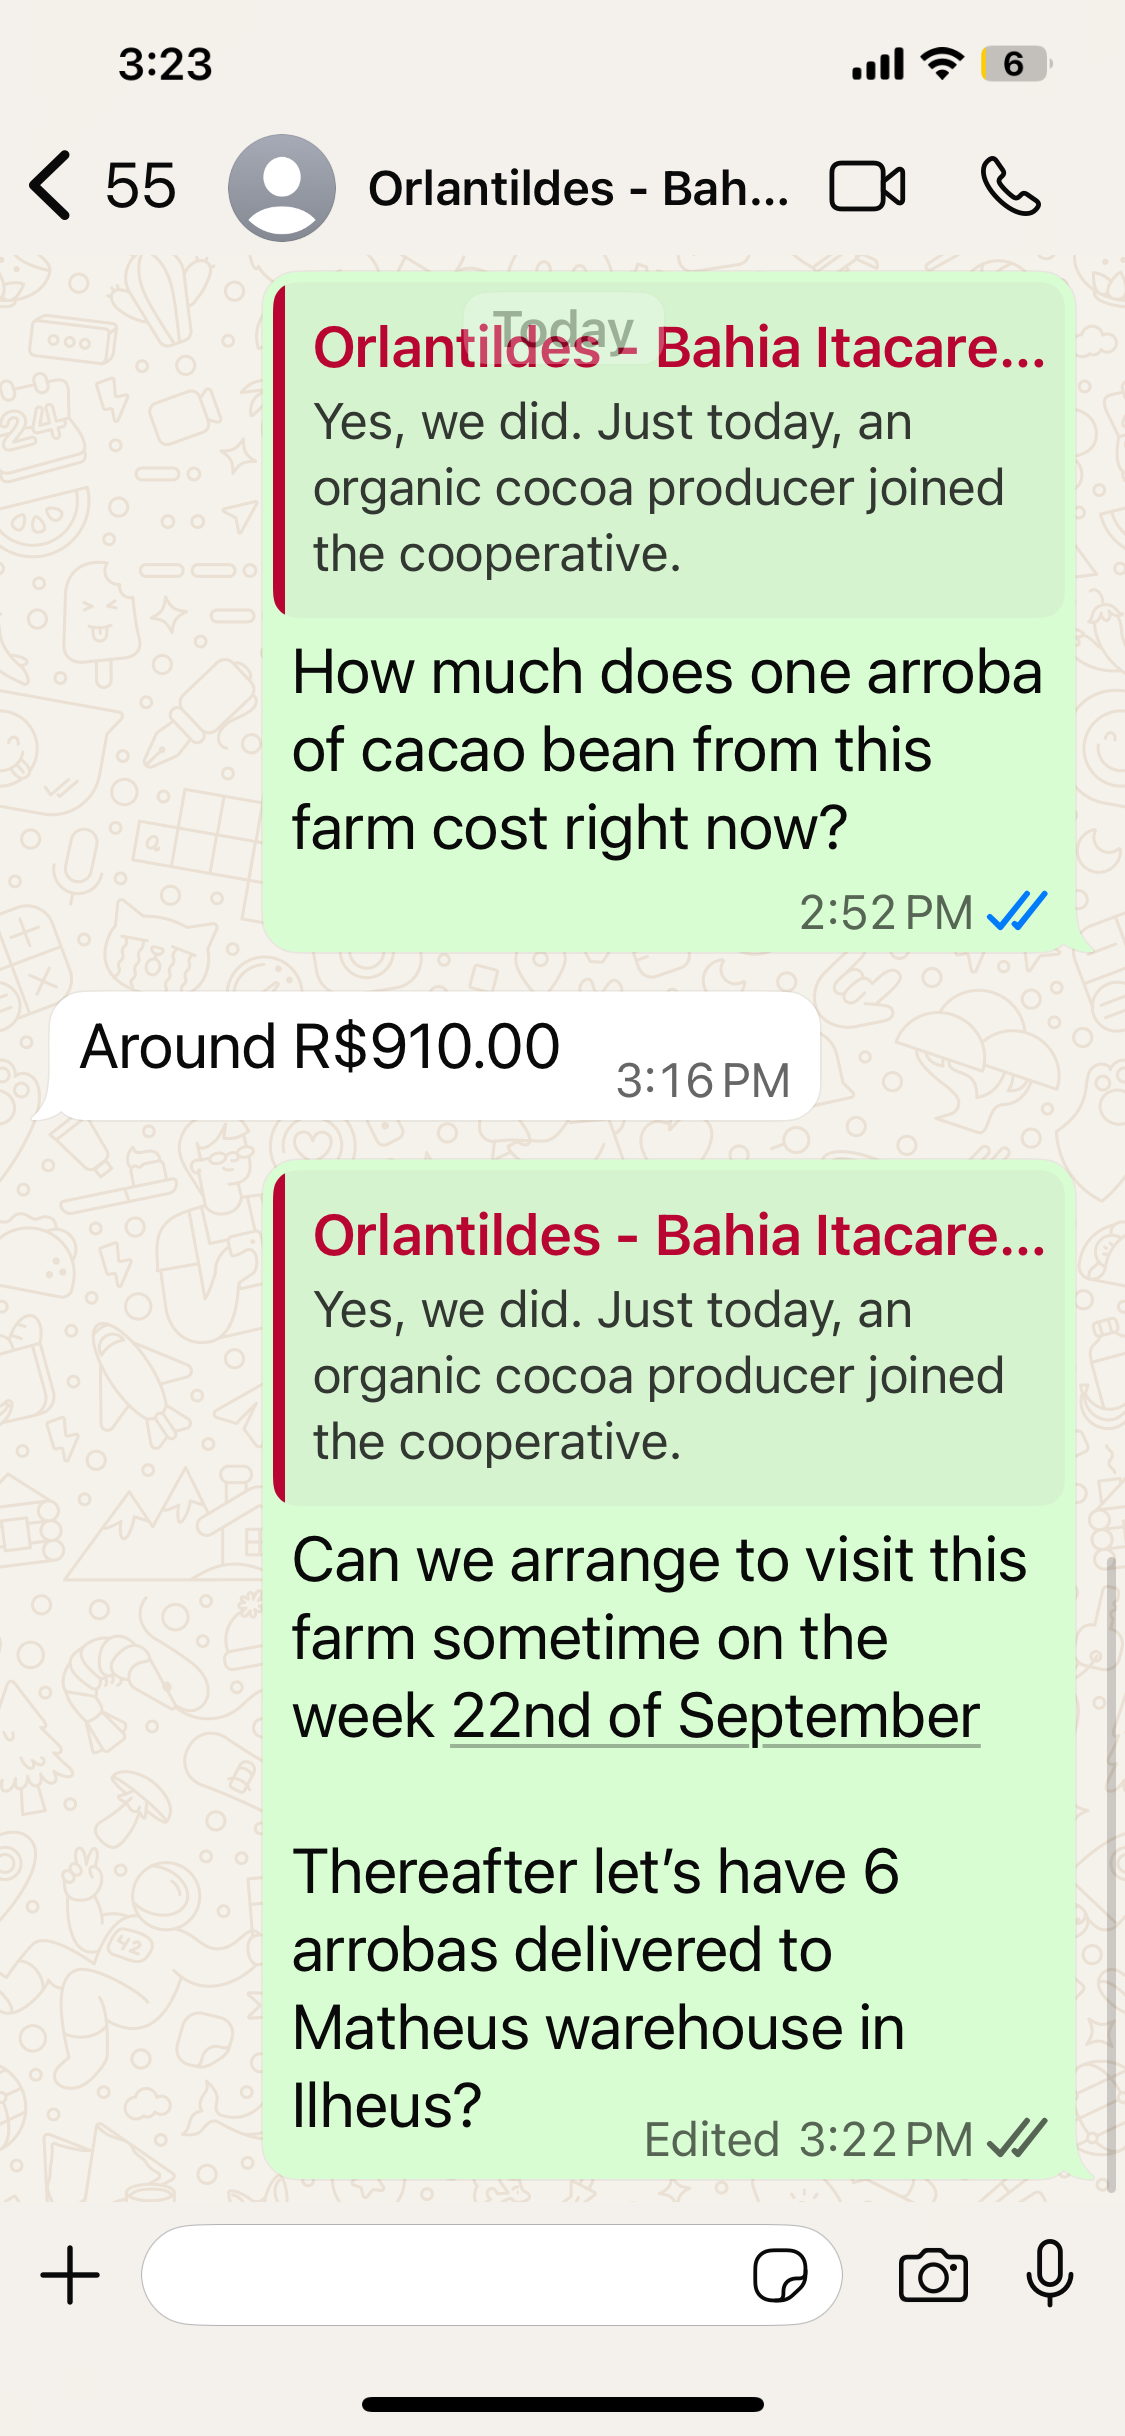 3:23
6
55
Orlantildes - Bah...
Today
Orlantildes - Bahia Itacare...
Yes, we did. Just today, an
organic cocoa producer joined
the cooperative.
How much does one arroba
of cacao bean from this
farm cost right now?
2:52 PM
Around R$910.00
3:16 PM
Orlantildes - Bahia Itacare...
Yes, we did. Just today, an
organic cocoa producer joined
the cooperative.
Can we arrange to visit this
farm sometime on the
week 22nd of September
Thereafter let’s have 6
arrobas delivered to
Matheus warehouse in
Ilheus?
Edited 3:22 PM